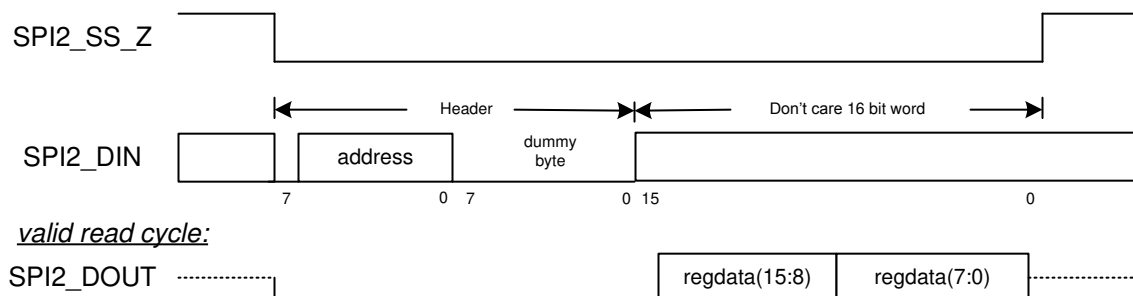 SPI2_SS_Z
Header
Don't care 16 bit word
SPI2_DIN
address
dummy
byte
7
0
7
0
15
0
valid read cycle:
SPI2_DOUT
regdata(15:8)
regdata(7:0)